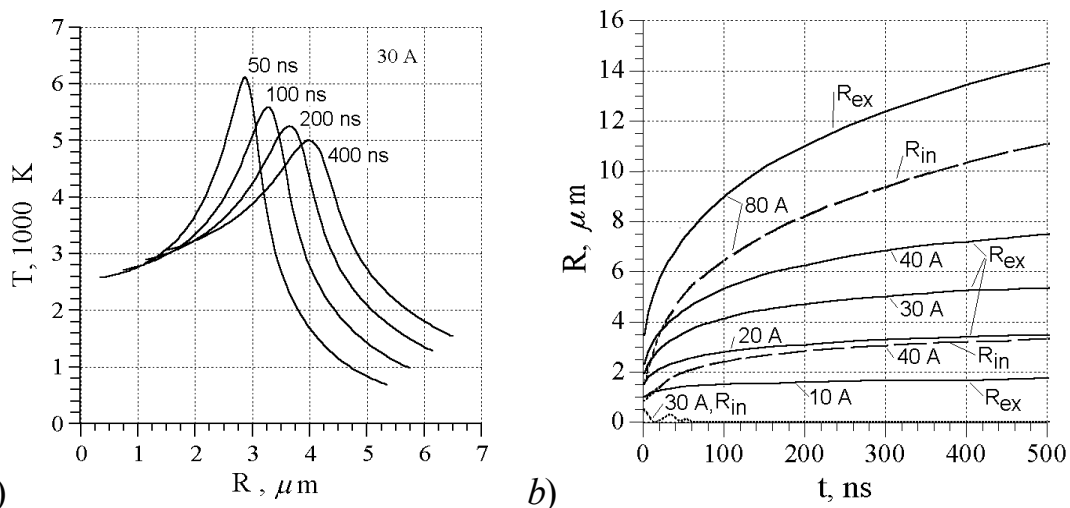 7
6
5
4
3
2
1
0
T, 1000 K
30 A
50 ns
100 ns
200 ns
400 ns
0 1 2 3 4 5 6 7
R , μm
)
16
14
12
10
8
6
4
2
0
R, μm
R_ex
R_in
80 A
40 A
R_ex
30 A
20 A
40 A
R_in
10 A
R_ex
30 A, R_in
0 100 200 300 400 500
t, ns
b)